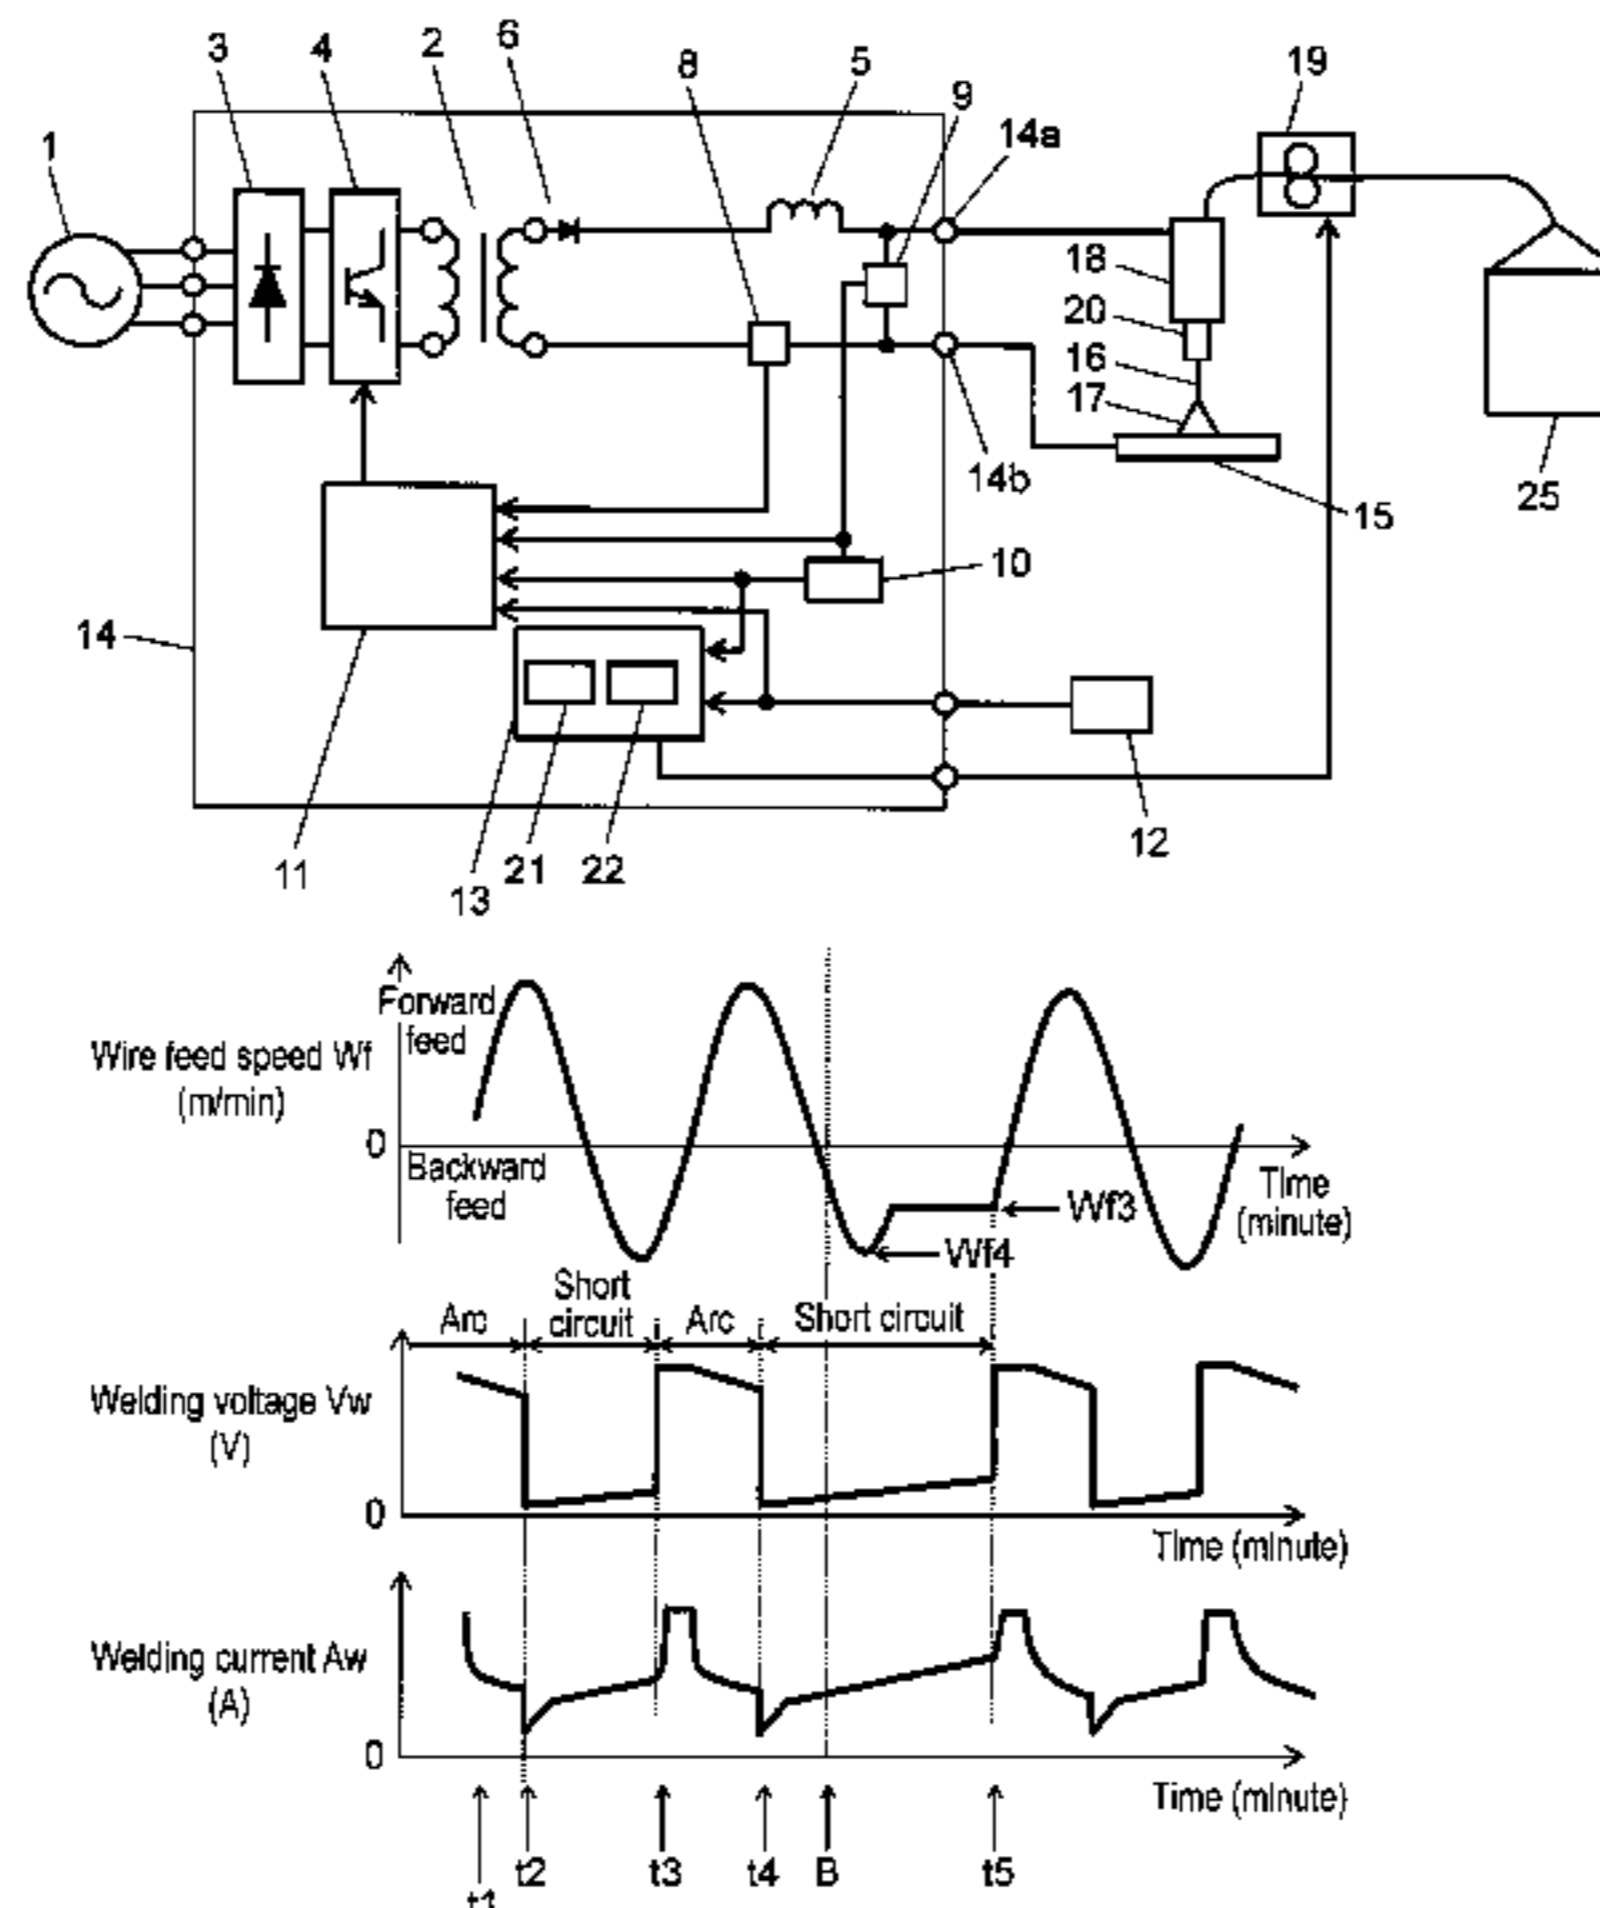 3 4 2 6 8 5 9 19
1 14a
18
20
16
17
14b 15 25
10
14
12
11 13 21 22
Forward
feed
Wire feed speed Wf
(m/min)
0
Backward
feed
Time
(minute)
Wf3
Wf4
Arc Short
circuit Arc Short circuit
Welding voltage Vw
(V)
0
Time (minute)
Welding current Aw
(A)
0
Time (minute)
t2 t3 t4 B t5
t1